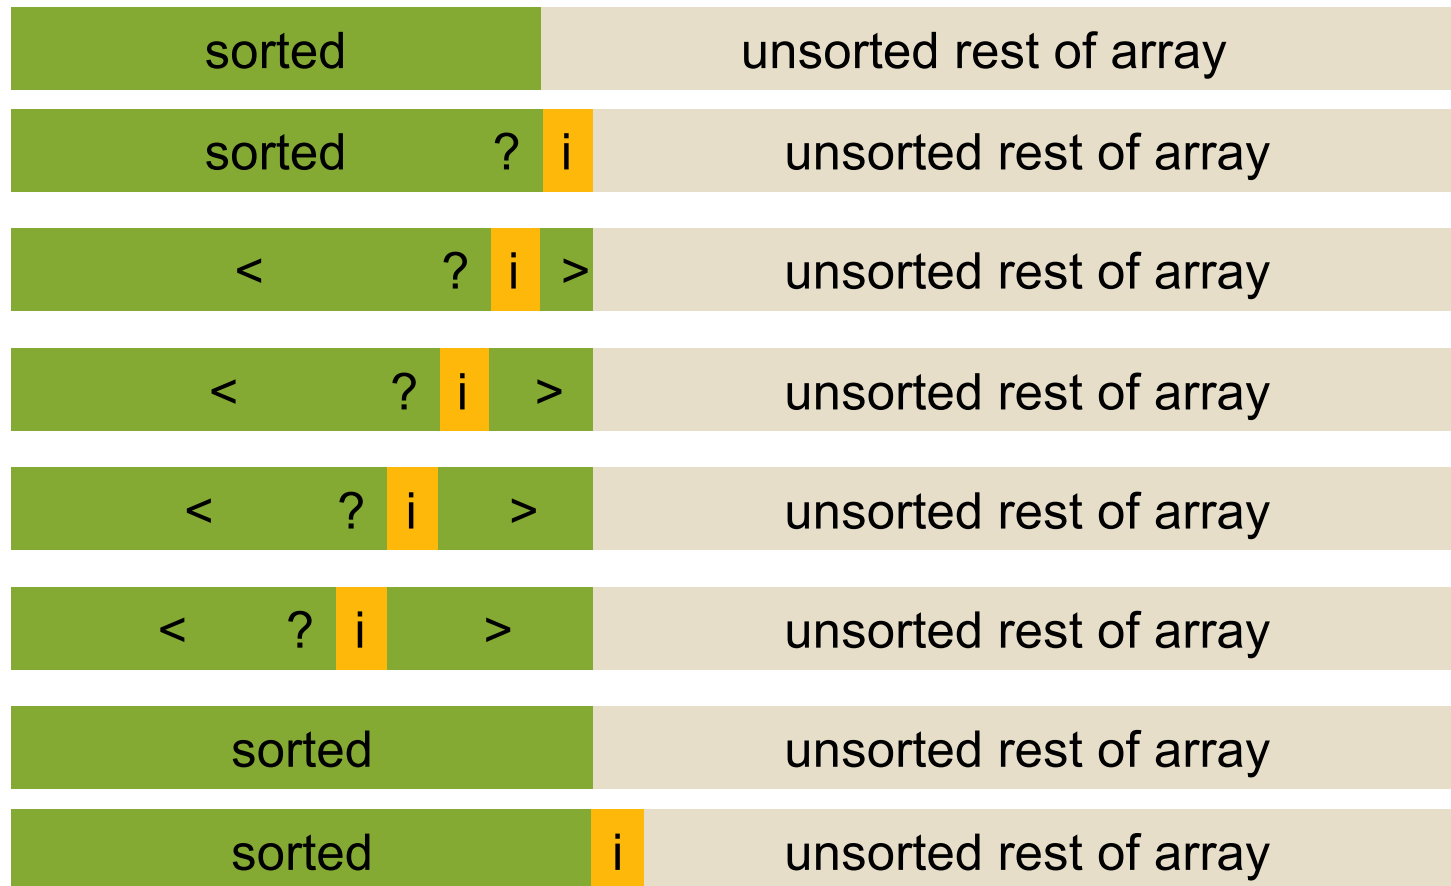 sorted unsorted rest of array
sorted ? i unsorted rest of array
< ? i > unsorted rest of array
< ? i > unsorted rest of array
< ? i > unsorted rest of array
< ? i > unsorted rest of array
sorted unsorted rest of array
sorted i unsorted rest of array